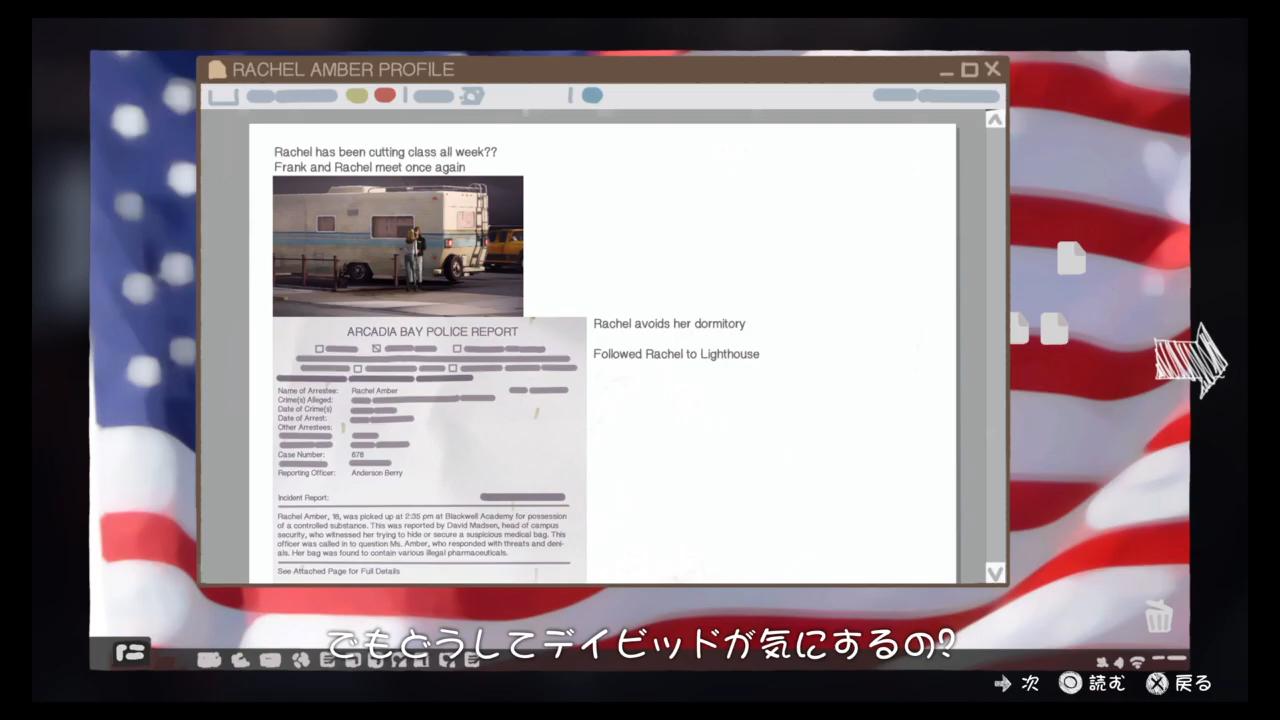 RACHEL AMBER PROFILE
Rachel has been cutting class all week??
Frank and Rachel meet once again
ARCADIA BAY POLICE REPORT
Name of Arrestee: Rachel Amber
Crime(s) Alleged:
Date of Crime(s)
Date of Arrest:
Other Arrestees:
Case Number: 678
Reporting Officer: Anderson Berry
Incident Report:
Rachel Amber, 18, was picked up at 2:35 pm at Blackwell Academy for possession
of a controlled substance. This was reported by David Madsen, head of campus
security, who witnessed her trying to hide or secure a suspicious medical bag. This
officer was called in to question Ms. Amber, who responded with threats and deni-
als. Her bag was found to contain various illegal pharmaceuticals.
See Attached Page for Full Details
Rachel avoids her dormitory
Followed Rachel to Lighthouse
でもどうしてデイビッドが気にするの?
次 読む 戻る